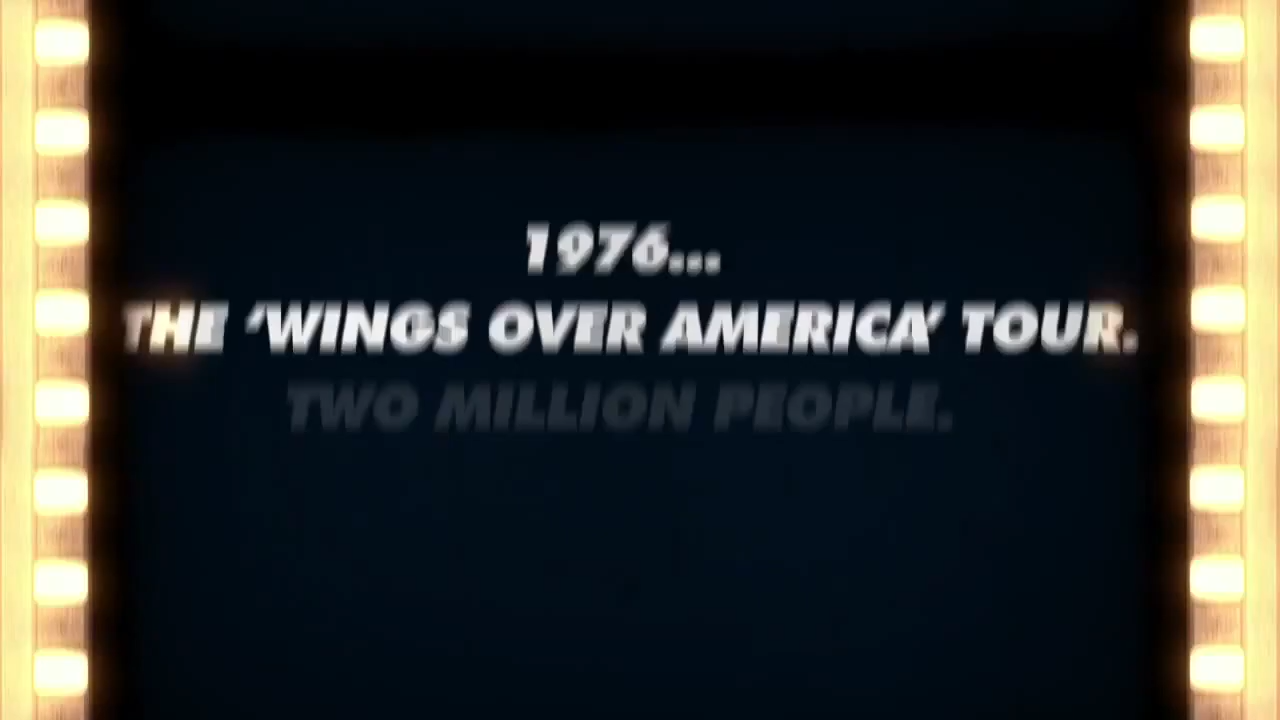 1976...
THE ‘WINGS OVER AMERICA’ TOUR.
TWO MILLION PEOPLE.